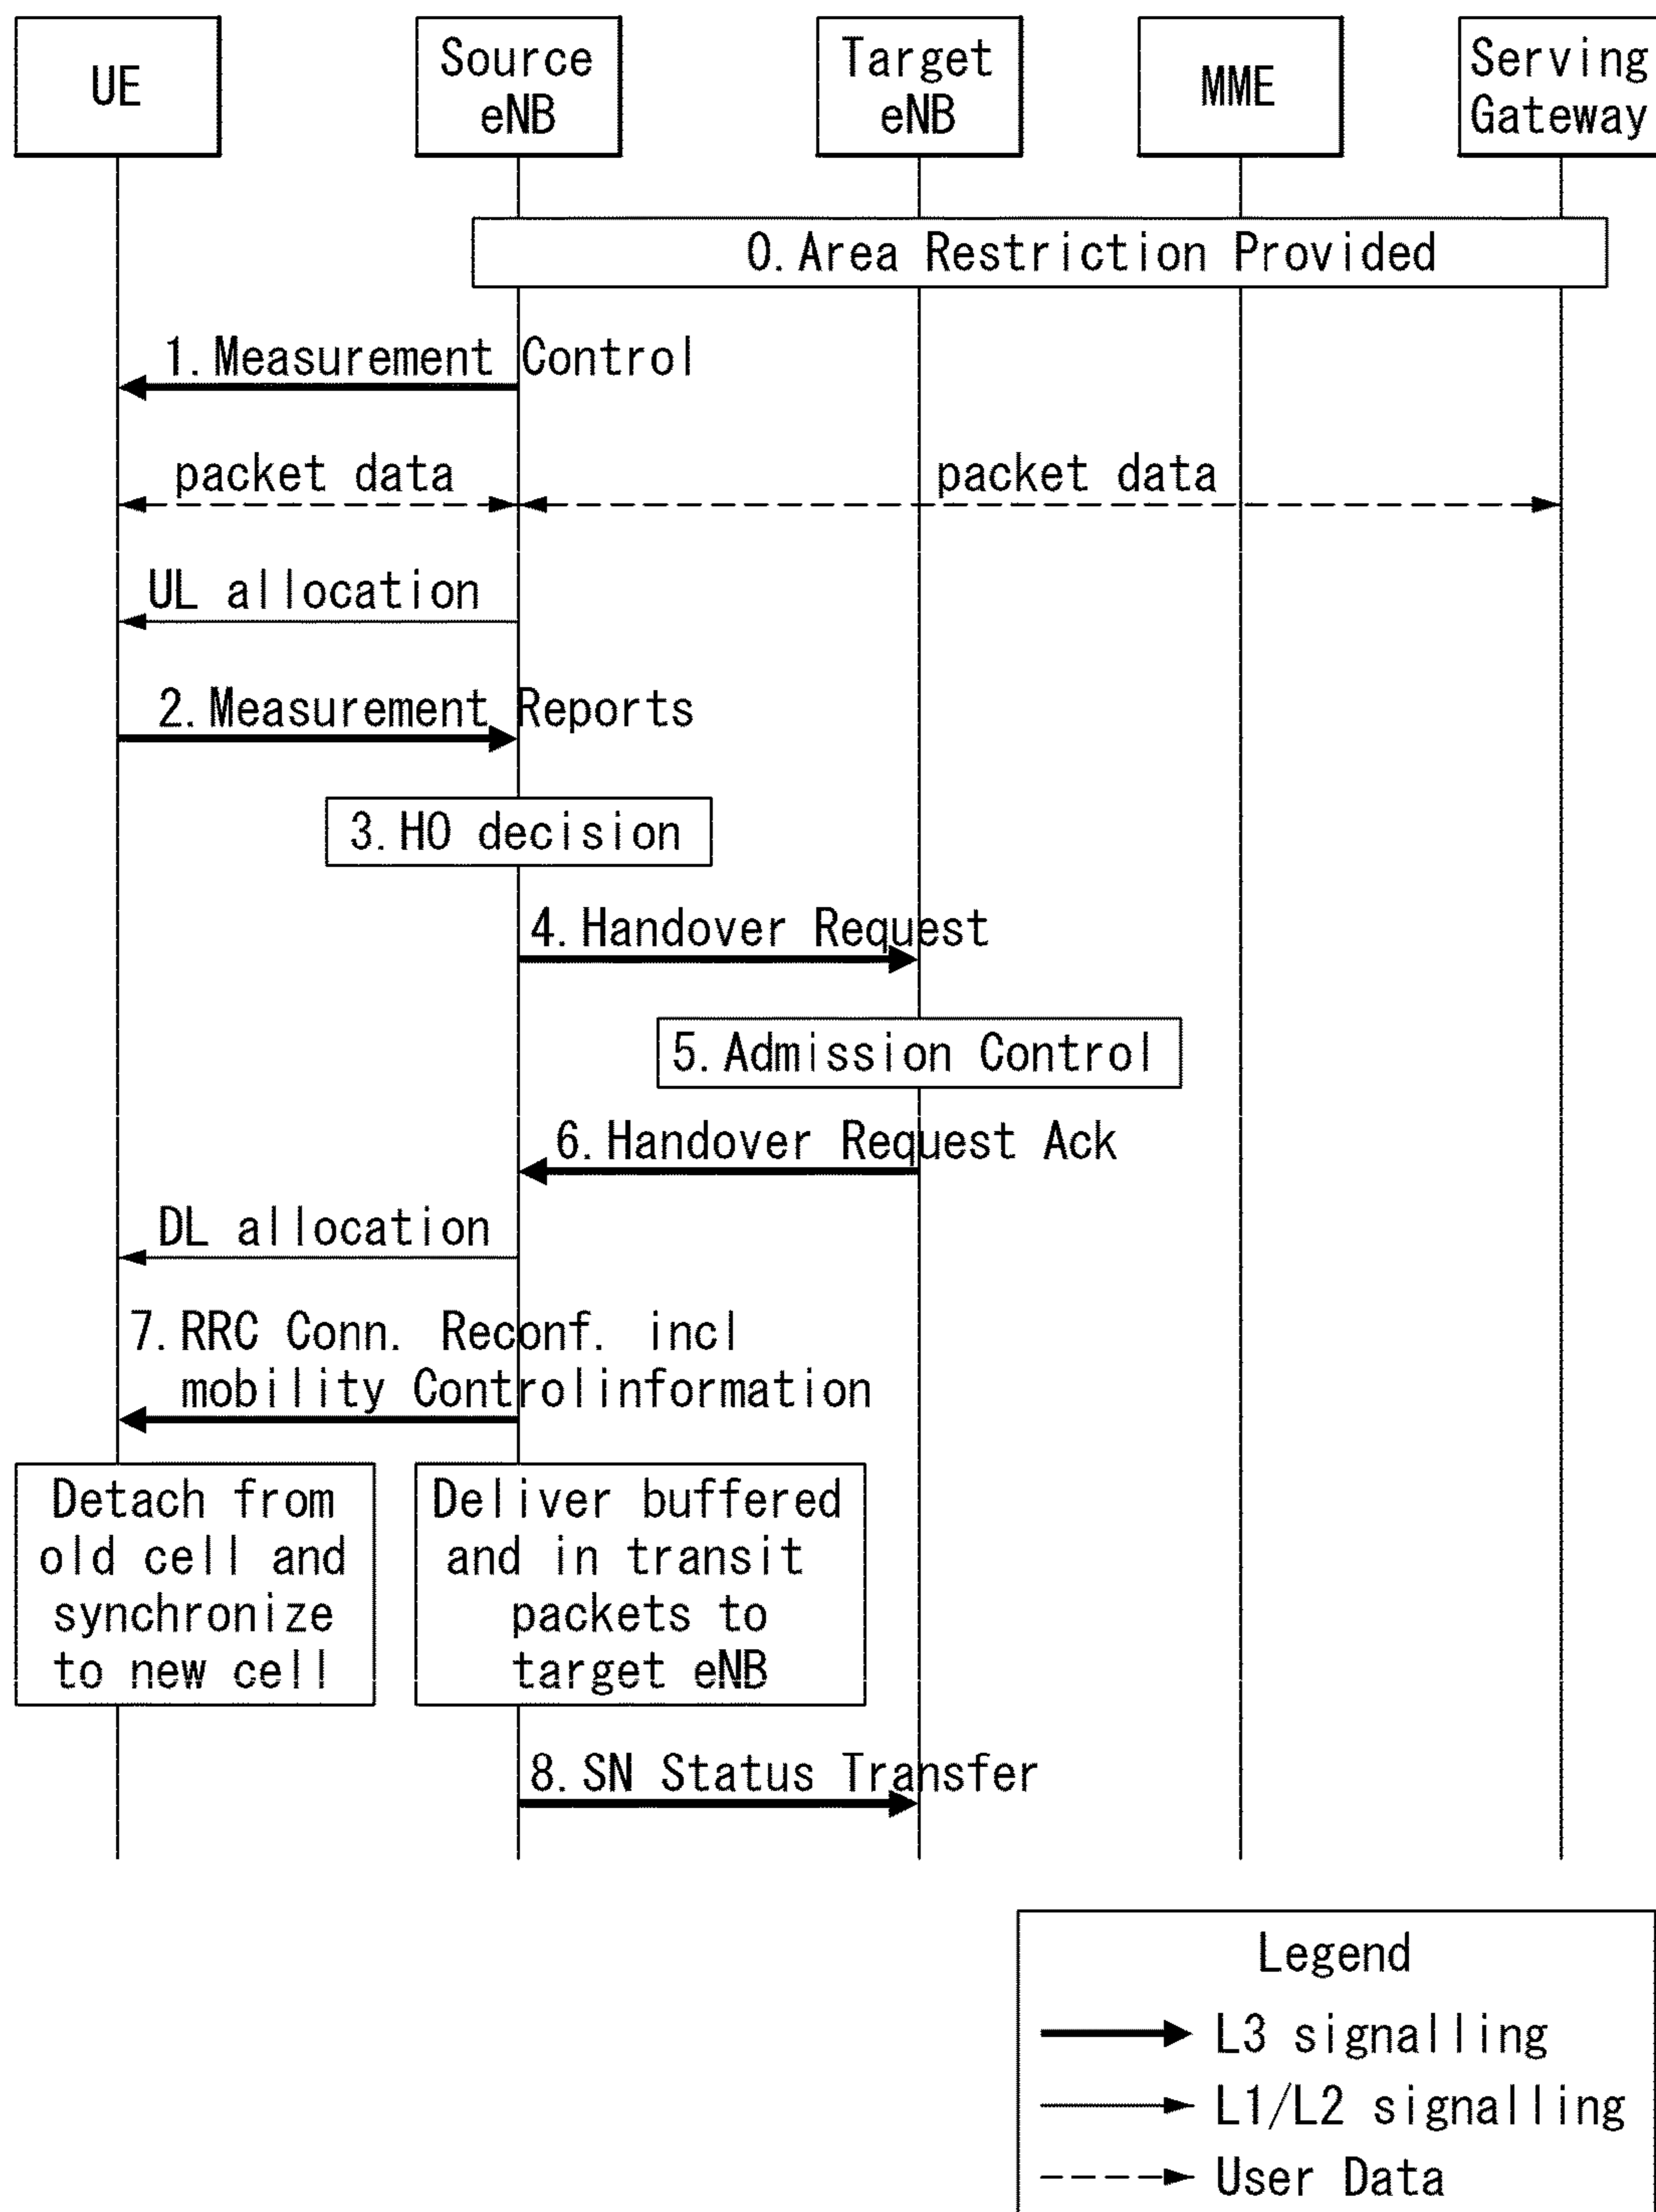 UE
Source
eNB
Target
eNB
MME
Serving
Gateway
0. Area Restriction Provided
1. Measurement Control
packet data
packet data
UL allocation
2. Measurement Reports
3. HO decision
4. Handover Request
5. Admission Control
6. Handover Request Ack
DL allocation
7. RRC Conn. Reconf. incl
mobility Controlinformation
Detach from
old cell and
synchronize
to new cell
Deliver buffered
and in transit
packets to
target eNB
8. SN Status Transfer
Legend
L3 signalling
L1/L2 signalling
User Data